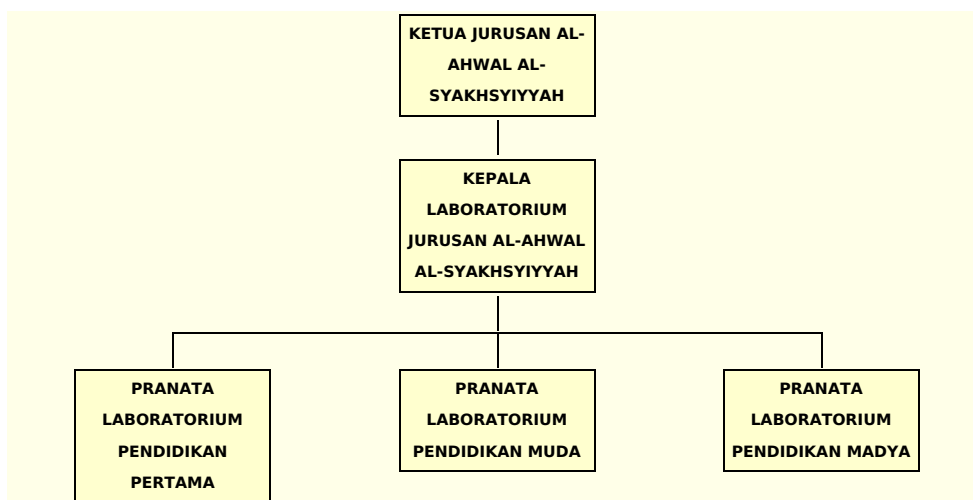 KETUA JURUSAN AL-
AHWAL AL-
SYAKHSYIYYAH
KEPALA
LABORATORIUM
JURUSAN AL-AHWAL
AL-SYAKHSYIYYAH
PRANATA
LABORATORIUM
PENDIDIKAN
PERTAMA
PRANATA
LABORATORIUM
PENDIDIKAN MUDA
PRANATA
LABORATORIUM
PENDIDIKAN MADYA